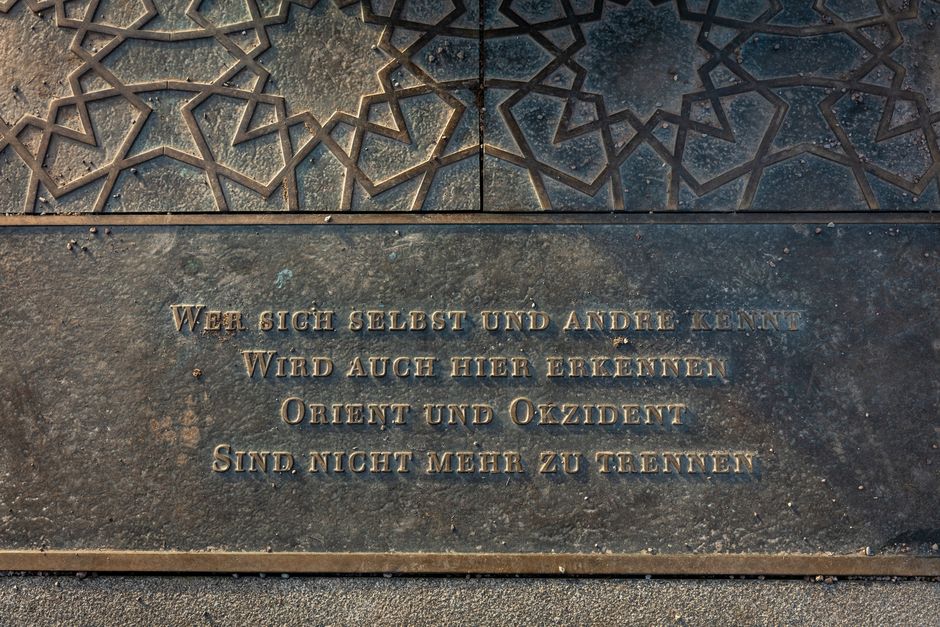 Wer sich selbst und andre kennt
Wird auch hier erkennen
Orient und Okzident
Sind nicht mehr zu trennen